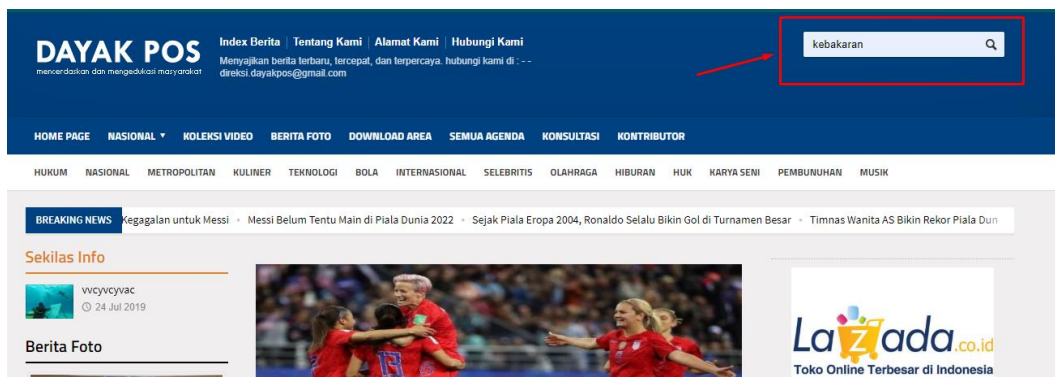 DAYAK POS
mencerdaskan dan mengedukasi masyarakat
Index Berita | Tentang Kami | Alamat Kami | Hubungi Kami
Menyajikan berita terbaru, tercepat, dan terpercaya. hubungi kami di : - -
direksi.dayakpos@gmail.com
kebakaran
HOME PAGE NASIONAL KOLEKSI VIDEO BERITA FOTO DOWNLOAD AREA SEMUA AGENDA KONSULTASI KONTRIBUTOR
HUKUM NASIONAL METROPOLITAN KULINER TEKNOLOGI BOLA INTERNASIONAL SELEBRITIS OLAHRAGA HIBURAN HUK KARYA SENI PEMBUNUHAN MUSIK
BREAKING NEWS Kegagalan untuk Messi Messi Belum Tentu Main di Piala Dunia 2022 Sejak Piala Eropa 2004, Ronaldo Selalu Bikin Gol di Turnamen Besar Timnas Wanita AS Bikin Rekor Piala Dun
Sekilas Info
vvcyvcyvac
24 Jul 2019
Berita Foto
13
Lazada.co.id
Toko Online Terbesar di Indonesia